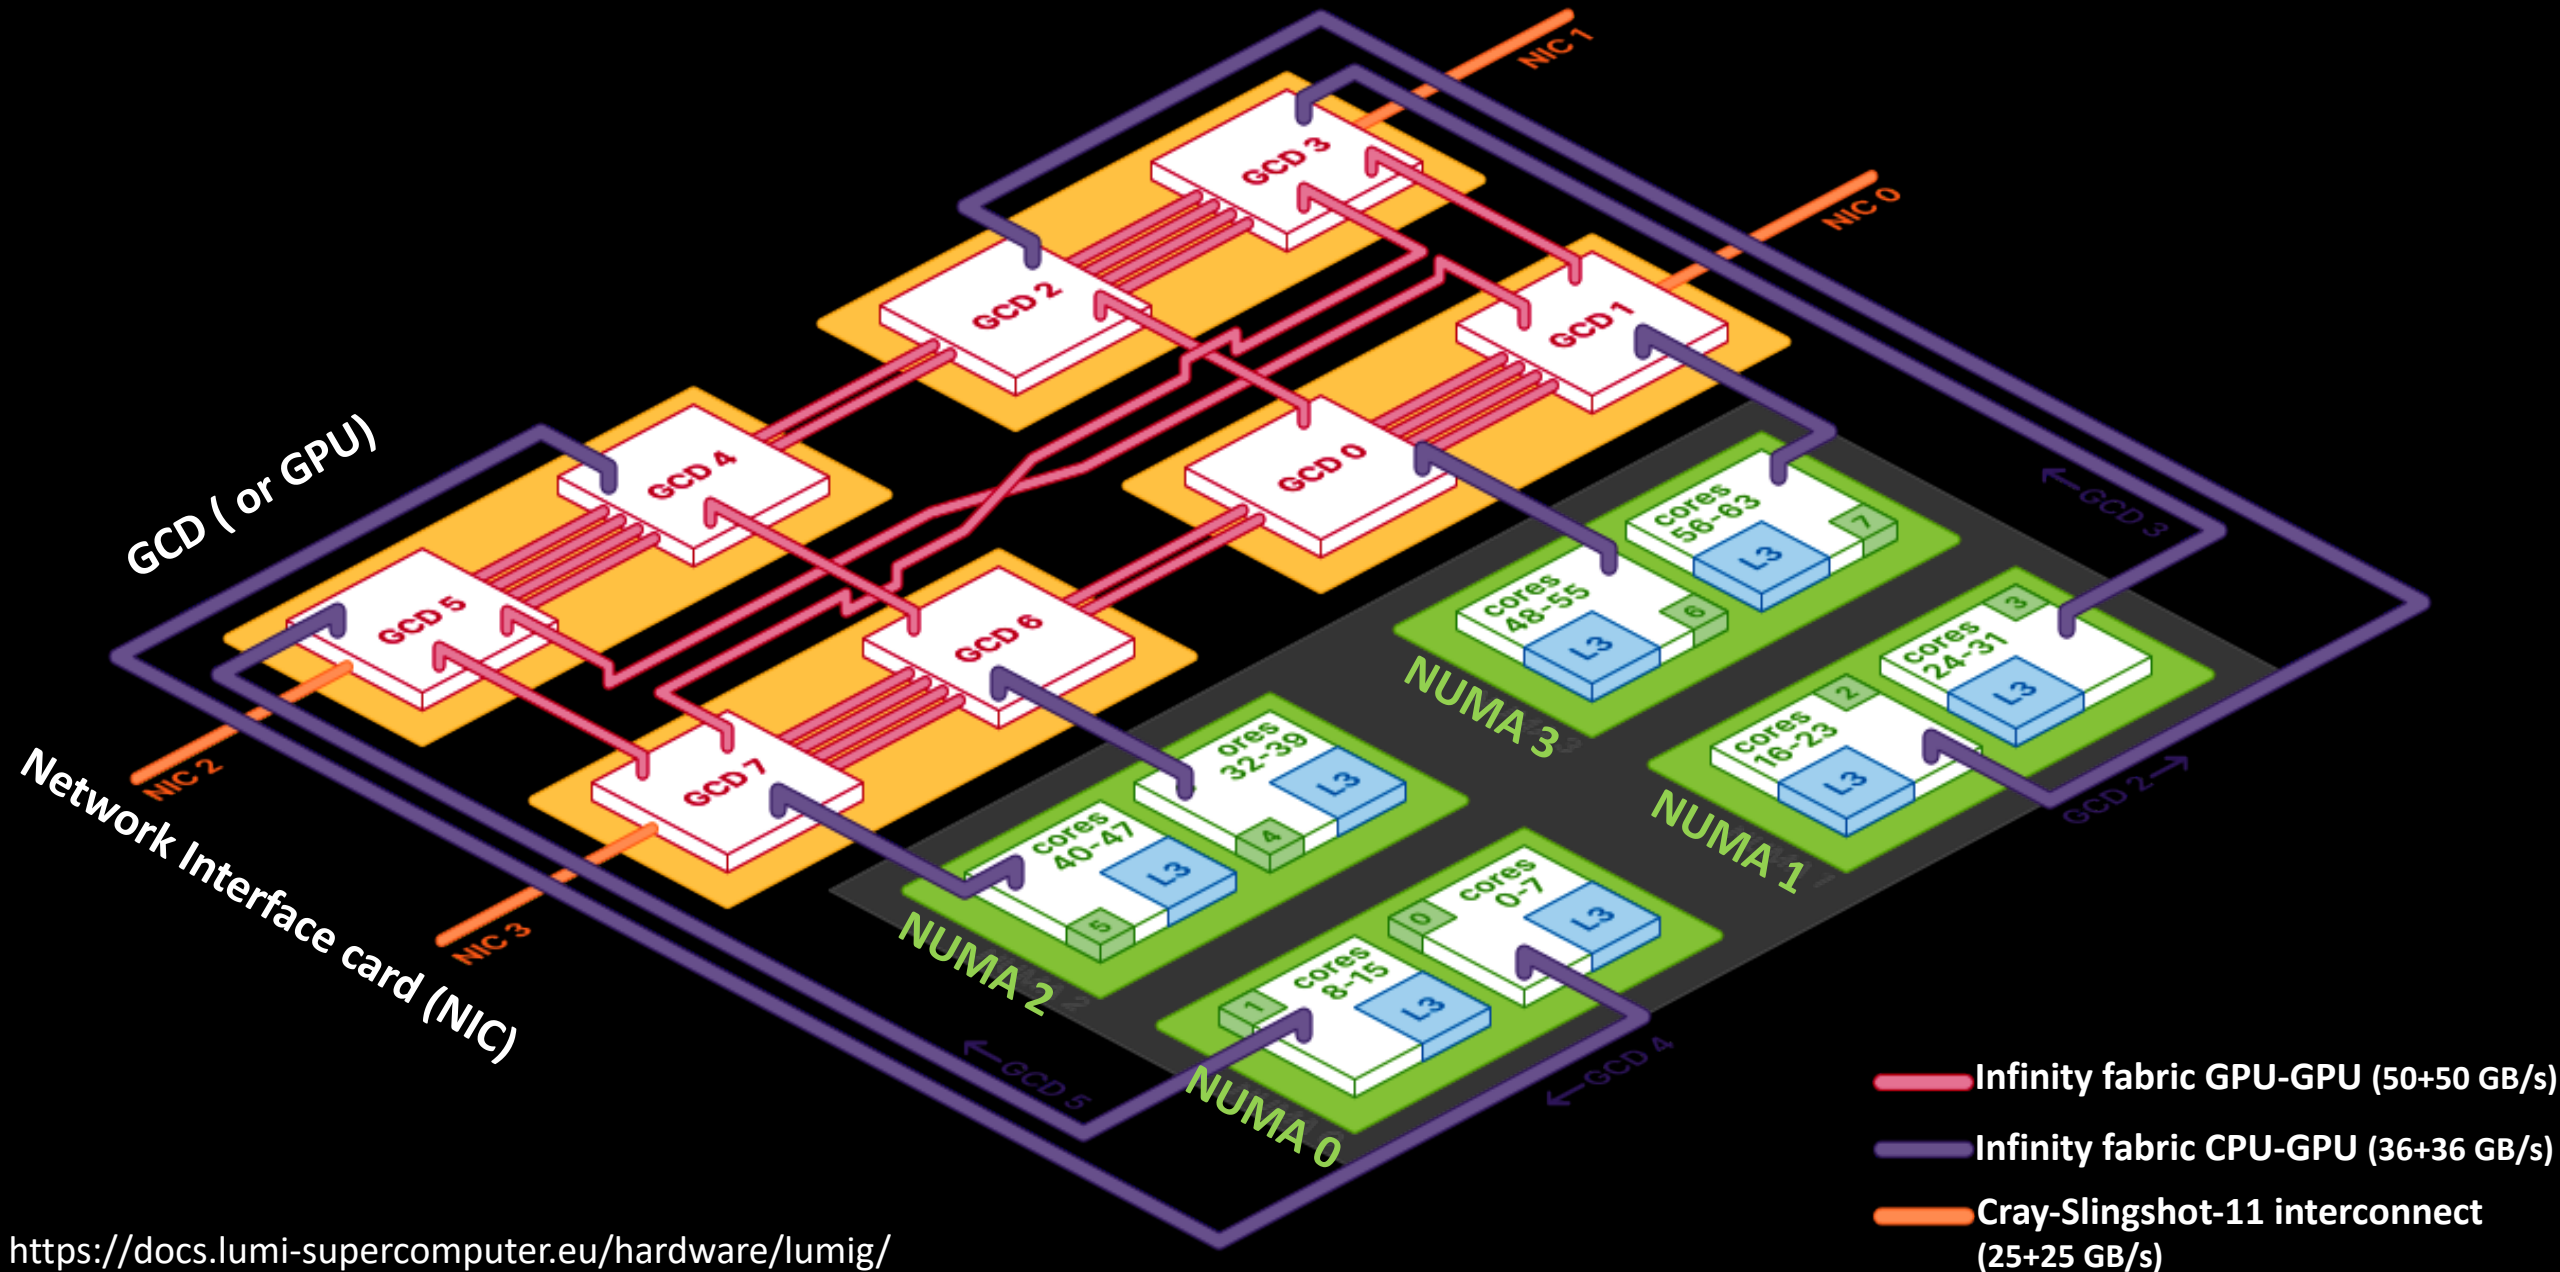 NIC 1
NIC 0
GCD 3
GCD 2
GCD 1
GCD 4
GCD 0
GCD 5
GCD 6
GCD 7
GCD ( or GPU)
Network Interface card (NIC)
NIC 2
NIC 3
cores
56-63
7
L3
cores
48-55
6
L3
NUMA 3
cores
24-31
3
L3
cores
16-23
2
L3
NUMA 1
ores
32-39
4
L3
cores
40-47
5
L3
NUMA 2
cores
0-7
0
L3
cores
8-15
1
L3
NUMA 0
←GCD 3
GCD 2→
←GCD 4
←GCD 5
Infinity fabric GPU-GPU (50+50 GB/s)
Infinity fabric CPU-GPU (36+36 GB/s)
Cray-Slingshot-11 interconnect
(25+25 GB/s)
https://docs.lumi-supercomputer.eu/hardware/lumig/